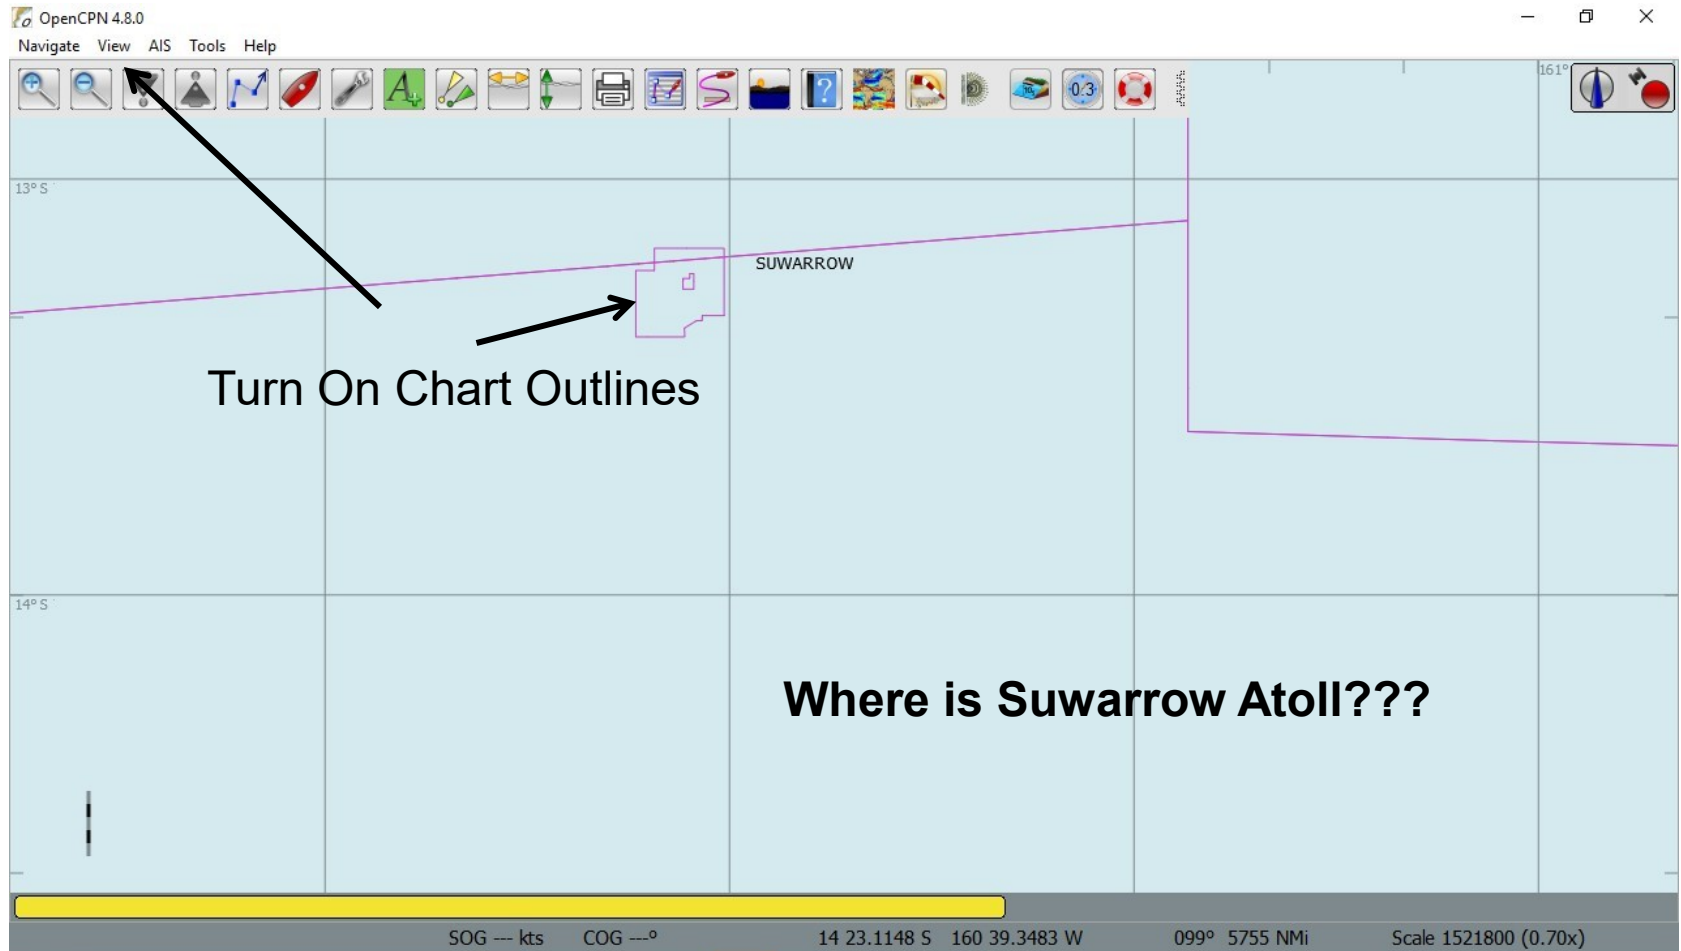 OpenCPN 4.8.0
Navigate View AIS Tools Help
161°
13° S
SUWARROW
Turn On Chart Outlines
14° S
Where is Suwarrow Atoll???
SOG --- kts COG ---° 14 23.1148 S 160 39.3483 W 099° 5755 NMi Scale 1521800 (0.70x)